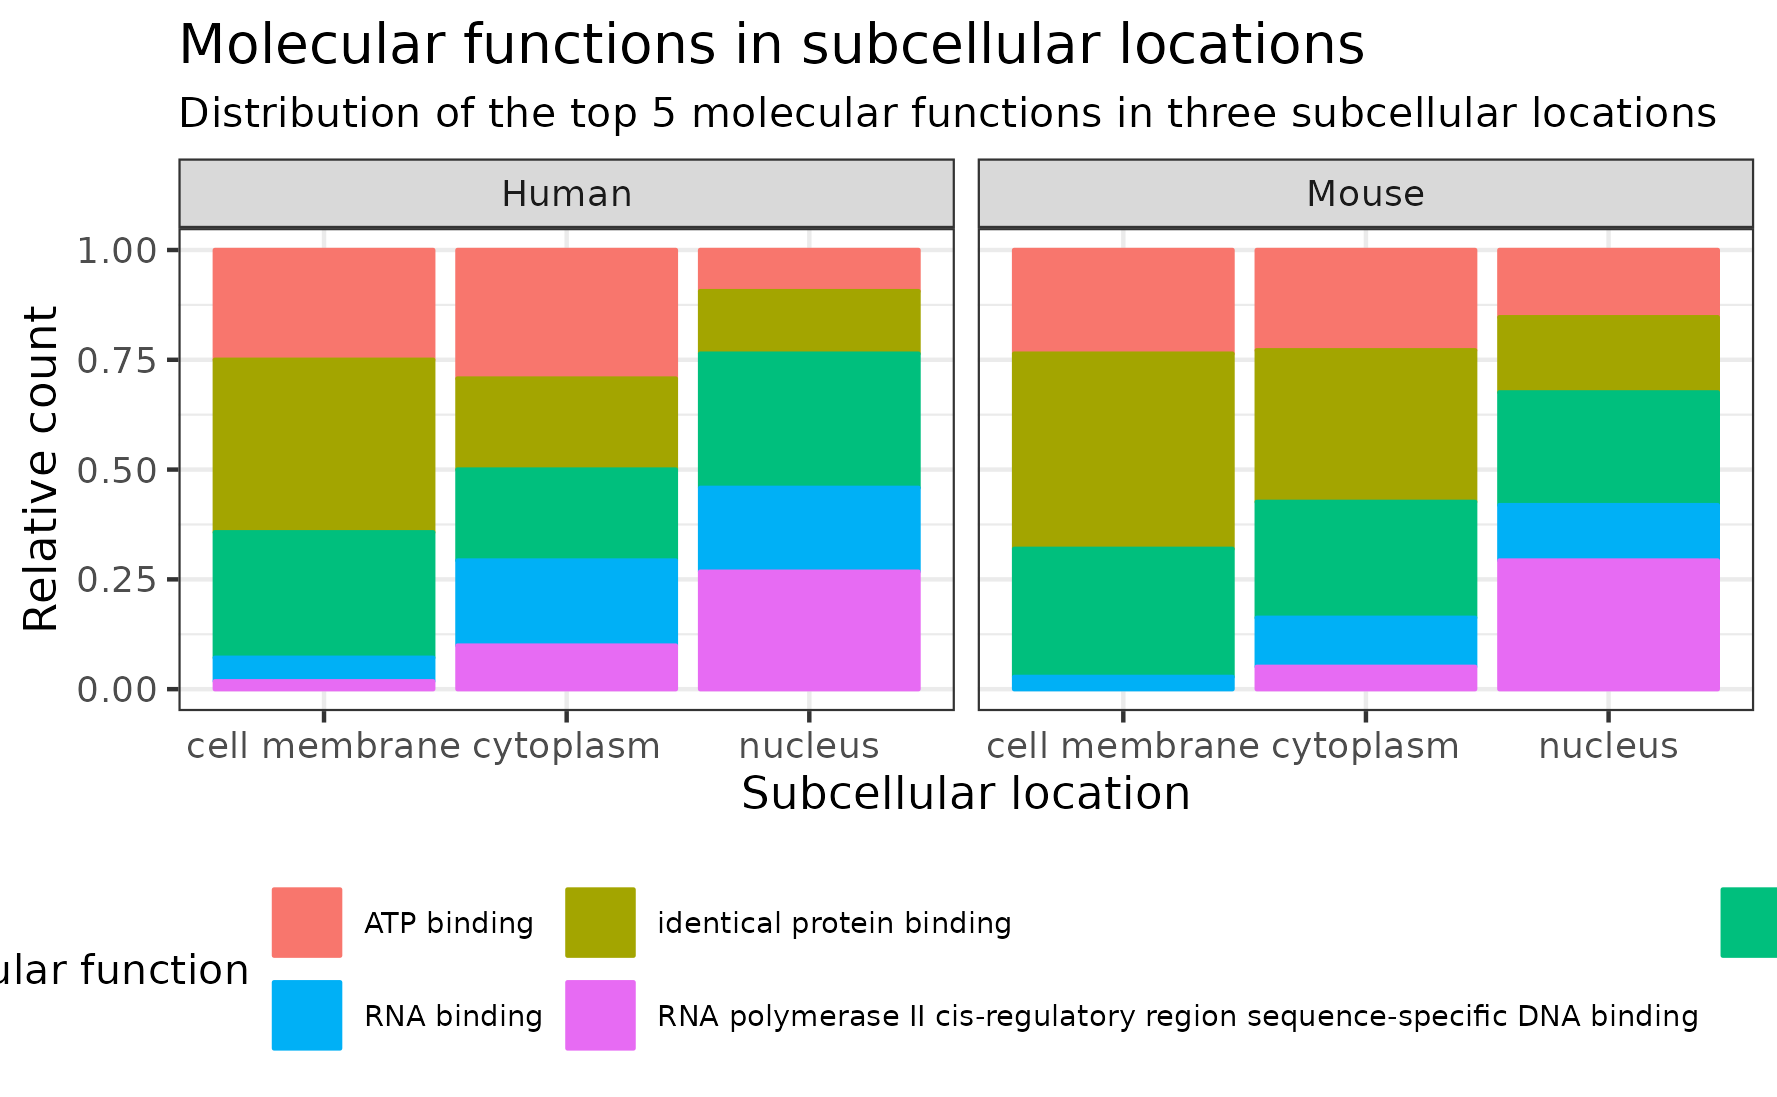 Molecular functions in subcellular locations
Distribution of the top 5 molecular functions in three subcellular locations
Human
Mouse
1.00
0.75
0.50
0.25
0.00
Relative count
cell membrane cytoplasm nucleus
cell membrane cytoplasm nucleus
Subcellular location
ular function
ATP binding
identical protein binding
RNA binding
RNA polymerase II cis-regulatory region sequence-specific DNA binding